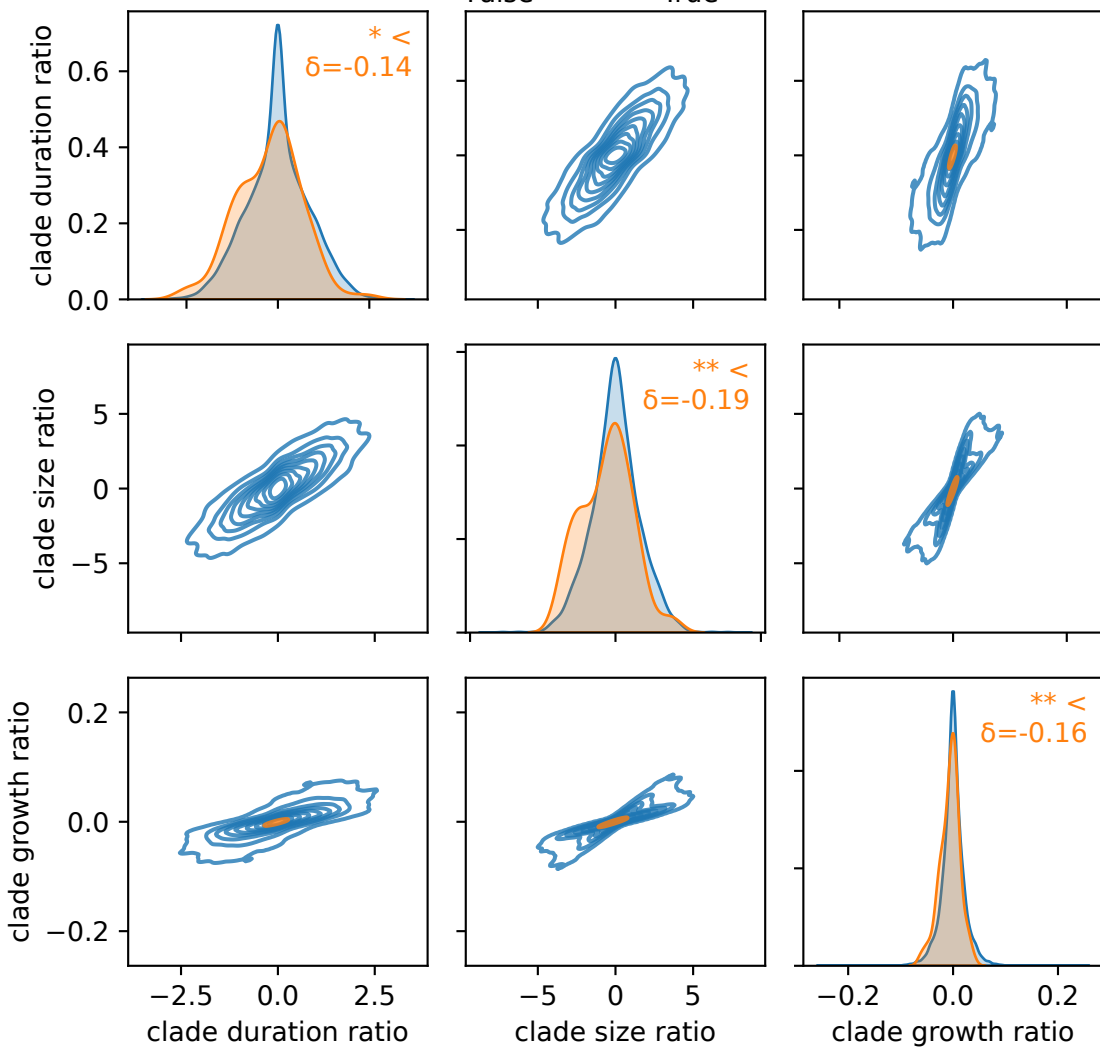 clade duration ratio
0.6
0.4
0.2
0.0
* <
δ=-0.14
clade size ratio
5
0
−5
** <
δ=-0.19
clade growth ratio
0.2
0.0
−0.2
** <
δ=-0.16
−2.5 0.0 2.5
−5 0 5
−0.2 0.0 0.2
clade duration ratio
clade size ratio
clade growth ratio